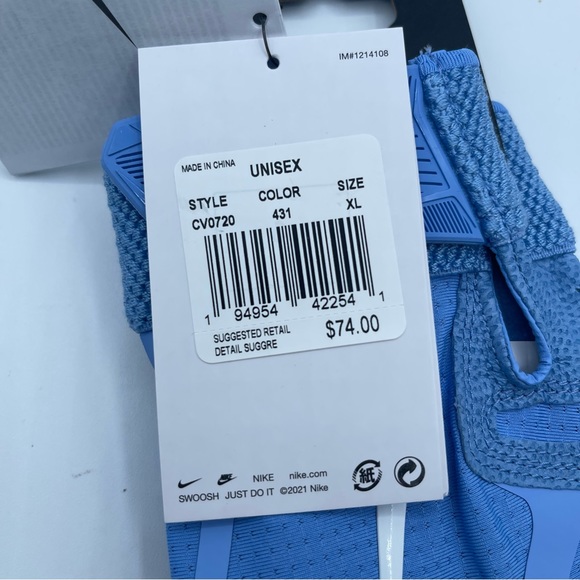 IM#1214108
MADE IN CHINA UNISEX
STYLE COLOR SIZE
CV0720 431 XL
1 94954 42254 1
SUGGESTED RETAIL $74.00
DETAIL SUGGRE
NIKE nike.com 紙
SWOOSH JUST DO IT ©2021 Nike